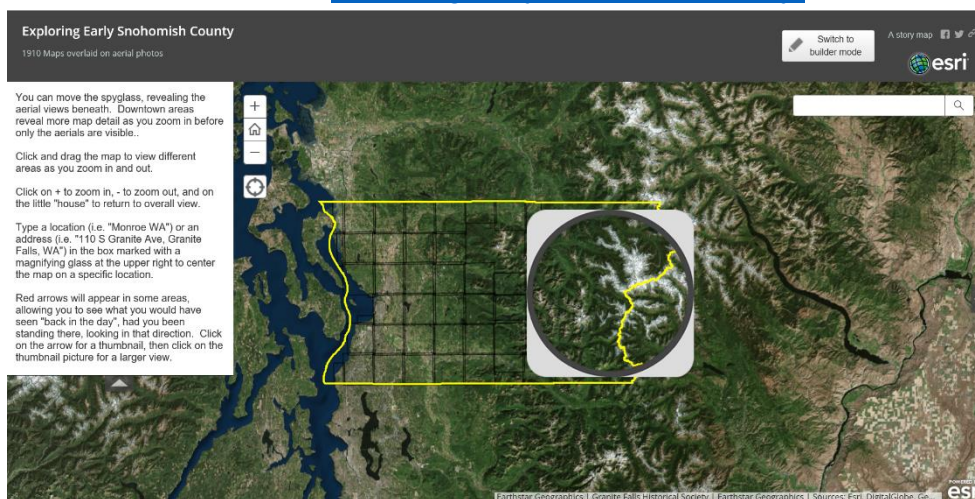 Exploring Early Snohomish County
1910 Maps overlaid on aerial photos
Switch to
builder mode
A story map
esri
You can move the spyglass, revealing the
aerial views beneath.  Downtown areas
reveal more map detail as you zoom in before
only the aerials are visible..
Click and drag the map to view different
areas as you zoom in and out.
Click on + to zoom in, - to zoom out, and on
the little "house" to return to overall view.
Type a location (i.e. "Monroe WA") or an
address (i.e. "110 S Granite Ave, Granite
Falls, WA") in the box marked with a
magnifying glass at the upper right to center
the map on a specific location.
Red arrows will appear in some areas,
allowing you to see what you would have
seen "back in the day", had you been
standing there, looking in that direction.  Click
on the arrow for a thumbnail, then click on the
thumbnail picture for a larger view.
Earthstar Geographics | Granite Falls Historical Society | Earthstar Geographics | Sources: Esri, DigitalGlobe, Ge...
POWERED
esri